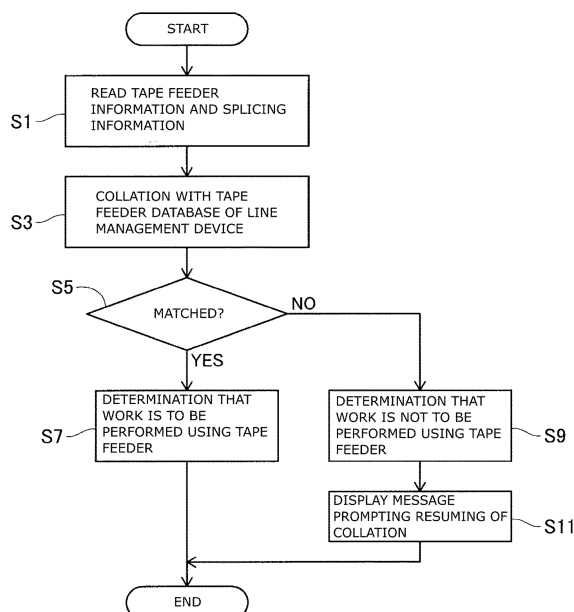 START
S1
READ TAPE FEEDER
INFORMATION AND SPLICING
INFORMATION
S3
COLLATION WITH TAPE
FEEDER DATABASE OF LINE
MANAGEMENT DEVICE
S5
MATCHED?
NO
YES
S7
DETERMINATION THAT
WORK IS TO BE
PERFORMED USING TAPE
FEEDER
DETERMINATION THAT
WORK IS NOT TO BE
PERFORMED USING TAPE
FEEDER
S9
DISPLAY MESSAGE
PROMPTING RESUMING OF
COLLATION
S11
END